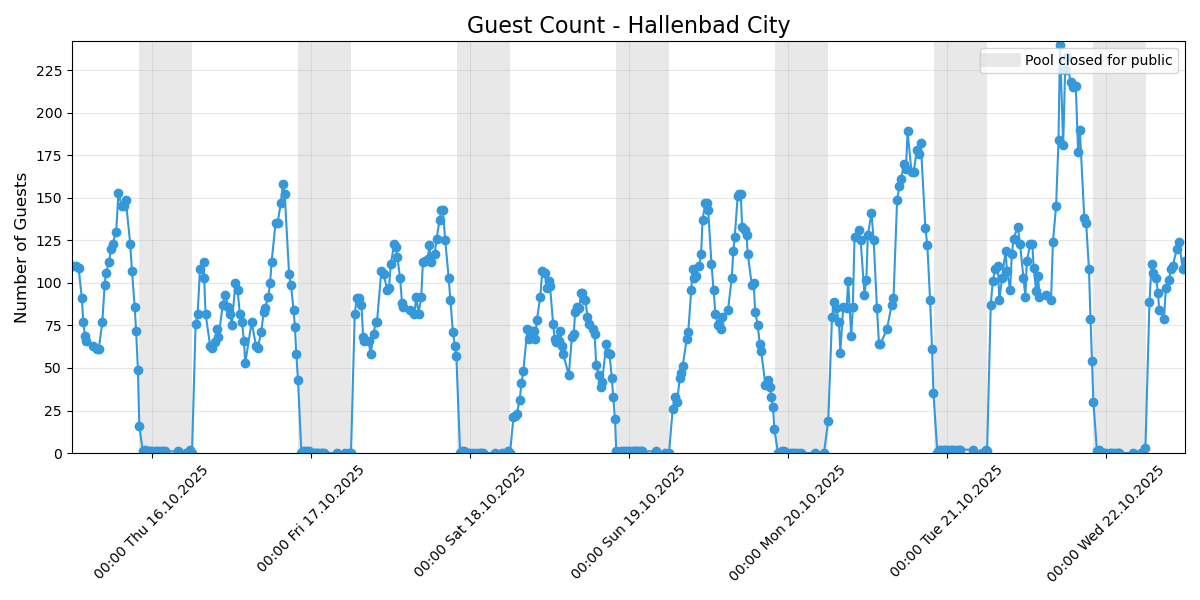 Guest Count - Hallenbad City
Pool closed for public
Number of Guests
225
200
175
150
125
100
75
50
25
0
00:00 Thu 16.10.2025
00:00 Fri 17.10.2025
00:00 Sat 18.10.2025
00:00 Sun 19.10.2025
00:00 Mon 20.10.2025
00:00 Tue 21.10.2025
00:00 Wed 22.10.2025